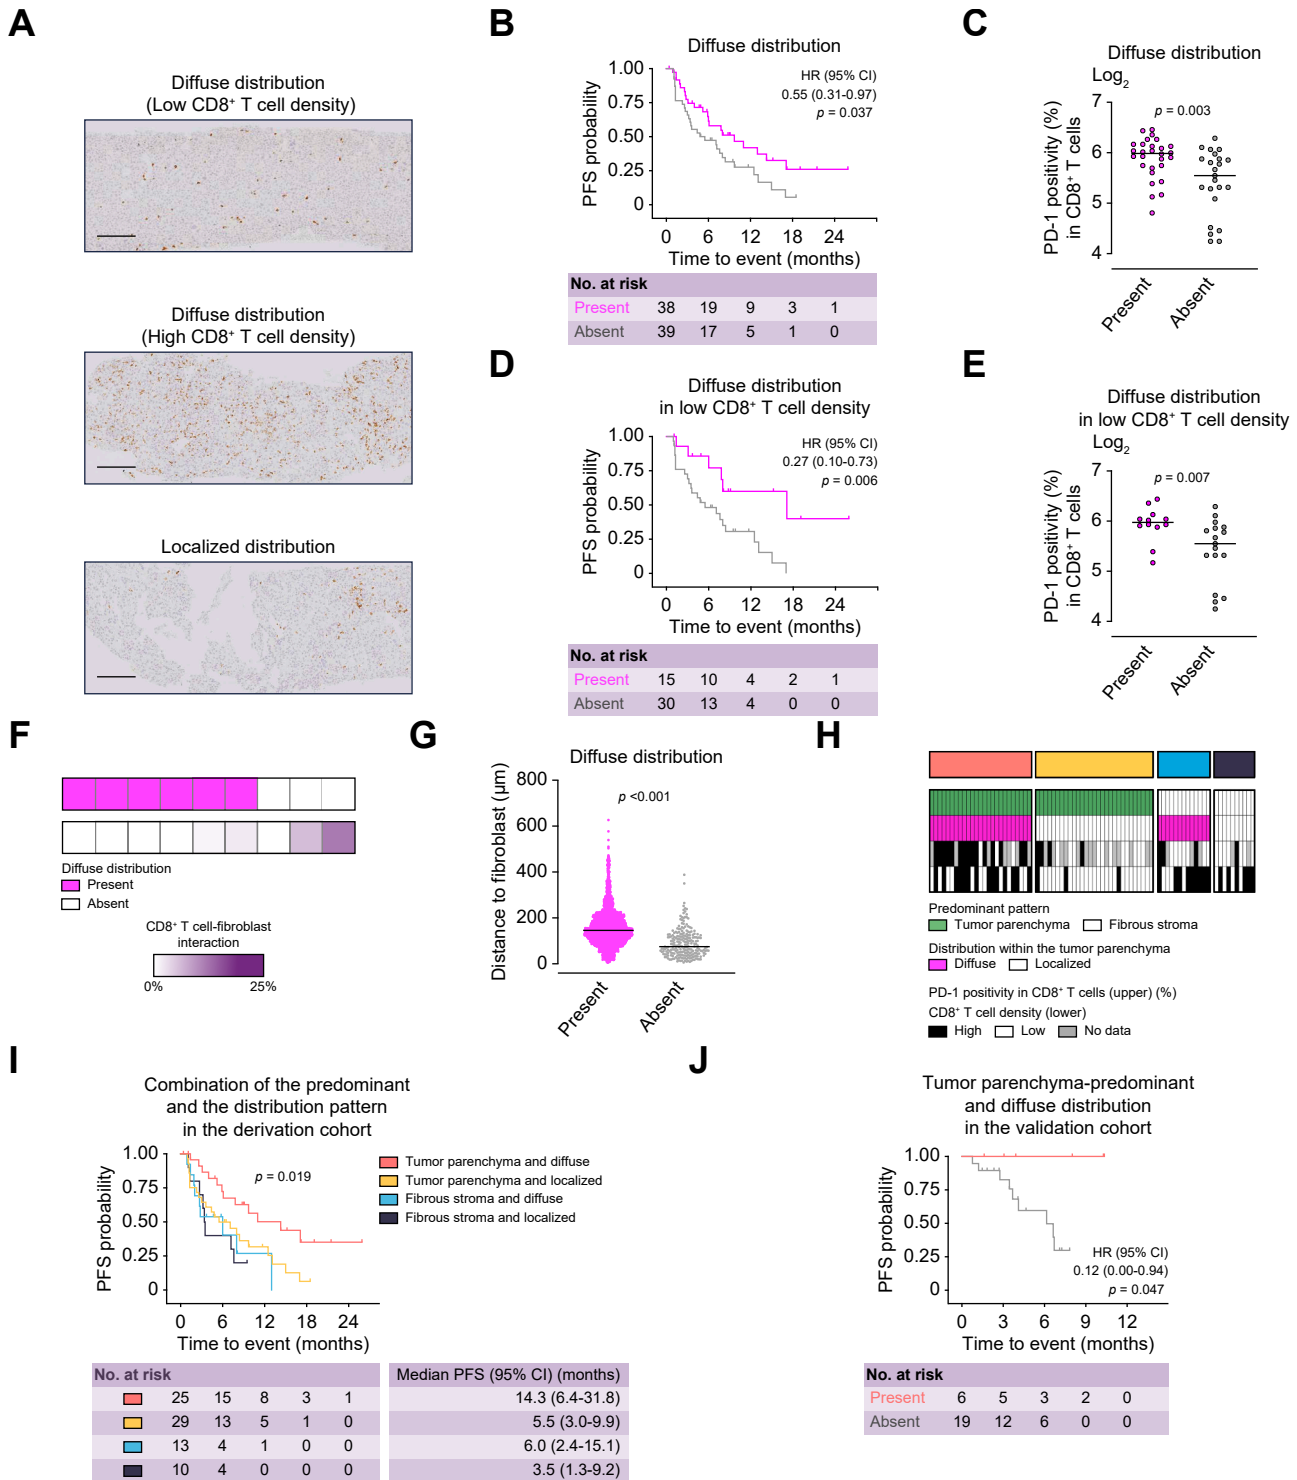 A
Diffuse distribution
(Low CD8⁺ T cell density)
Diffuse distribution
(High CD8⁺ T cell density)
Localized distribution
B
Diffuse distribution
PFS probability
1.00
0.75
0.50
0.25
0
HR (95% CI)
0.55 (0.31-0.97)
p = 0.037
0 6 12 18 24
Time to event (months)
No. at risk
Present 38 19 9 3 1
Absent 39 17 5 1 0
C
Diffuse distribution
Log₂
PD-1 positivity (%)
in CD8⁺ T cells
7
6
5
4
p = 0.003
Present
Absent
D
Diffuse distribution
in low CD8⁺ T cell density
PFS probability
1.00
0.75
0.50
0.25
0
HR (95% CI)
0.27 (0.10-0.73)
p = 0.006
0 6 12 18 24
Time to event (months)
No. at risk
Present 15 10 4 2 1
Absent 30 13 4 0 0
E
Diffuse distribution
in low CD8⁺ T cell density
Log₂
PD-1 positivity (%)
in CD8⁺ T cells
7
6
5
4
p = 0.007
Present
Absent
F
Diffuse distribution
Present
Absent
CD8⁺ T cell-fibroblast
interaction
0% 25%
G
Diffuse distribution
Distance to fibroblast (µm)
800
600
400
200
0
p <0.001
Present
Absent
H
Predominant pattern
Tumor parenchyma Fibrous stroma
Distribution within the tumor parenchyma
Diffuse Localized
PD-1 positivity in CD8⁺ T cells (upper) (%)
CD8⁺ T cell density (lower)
High Low No data
I
Combination of the predominant
and the distribution pattern
in the derivation cohort
PFS probability
1.00
0.75
0.50
0.25
0
p = 0.019
Tumor parenchyma and diffuse
Tumor parenchyma and localized
Fibrous stroma and diffuse
Fibrous stroma and localized
0 6 12 18 24
Time to event (months)
No. at risk Median PFS (95% CI) (months)
25 15 8 3 1 14.3 (6.4-31.8)
29 13 5 1 0 5.5 (3.0-9.9)
13 4 1 0 0 6.0 (2.4-15.1)
10 4 0 0 0 3.5 (1.3-9.2)
J
Tumor parenchyma-predominant
and diffuse distribution
in the validation cohort
PFS probability
1.00
0.75
0.50
0.25
0
HR (95% CI)
0.12 (0.00-0.94)
p = 0.047
0 3 6 9 12
Time to event (months)
No. at risk
Present 6 5 3 2 0
Absent 19 12 6 0 0